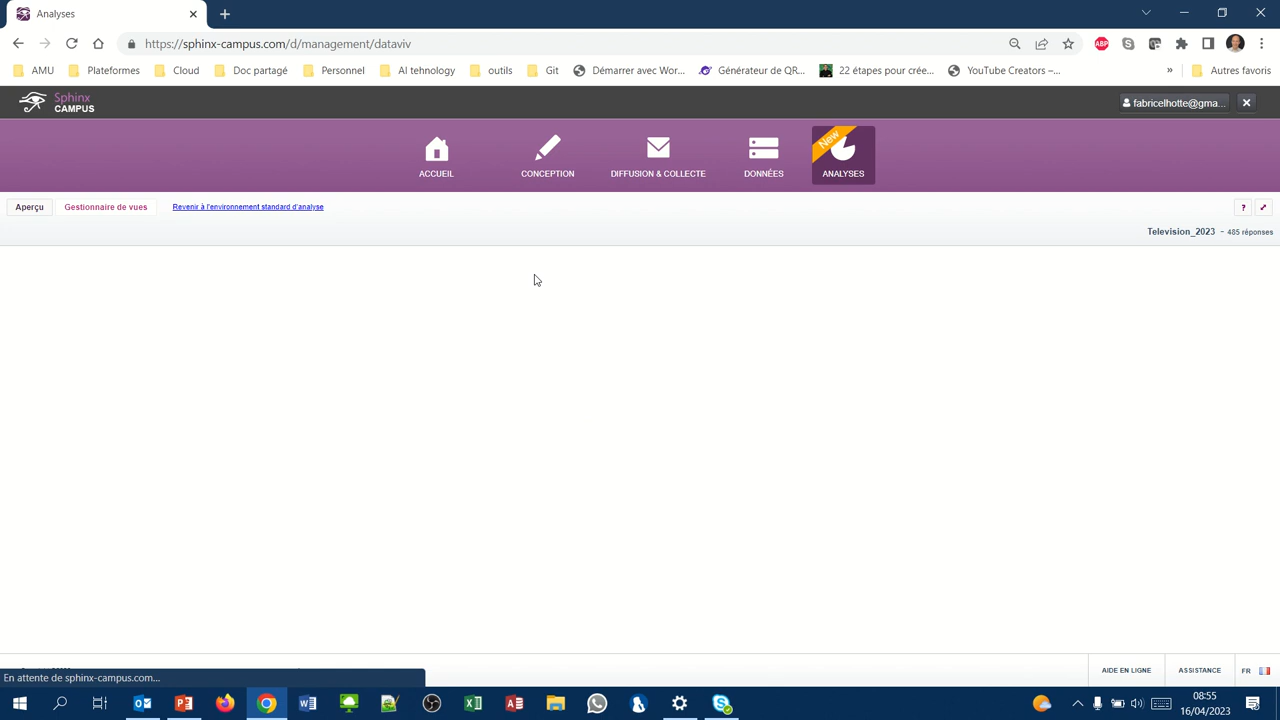 Analyses
https://sphinx-campus.com/d/management/dataviv
AMU Plateformes Cloud Doc partagé Personnel AI tehnology outils Git Démarrer avec Wor... Générateur de QR... 22 étapes pour crée... YouTube Creators –... » Autres favoris
Sphinx
CAMPUS
fabricelhotte@gma...
New
ACCUEIL CONCEPTION DIFFUSION & COLLECTE DONNÉES ANALYSES
Aperçu Gestionnaire de vues Revenir à l'environnement standard d'analyse ?
Television_2023 - 485 réponses
AIDE EN LIGNE ASSISTANCE FR
En attente de sphinx-campus.com...
08:55
16/04/2023